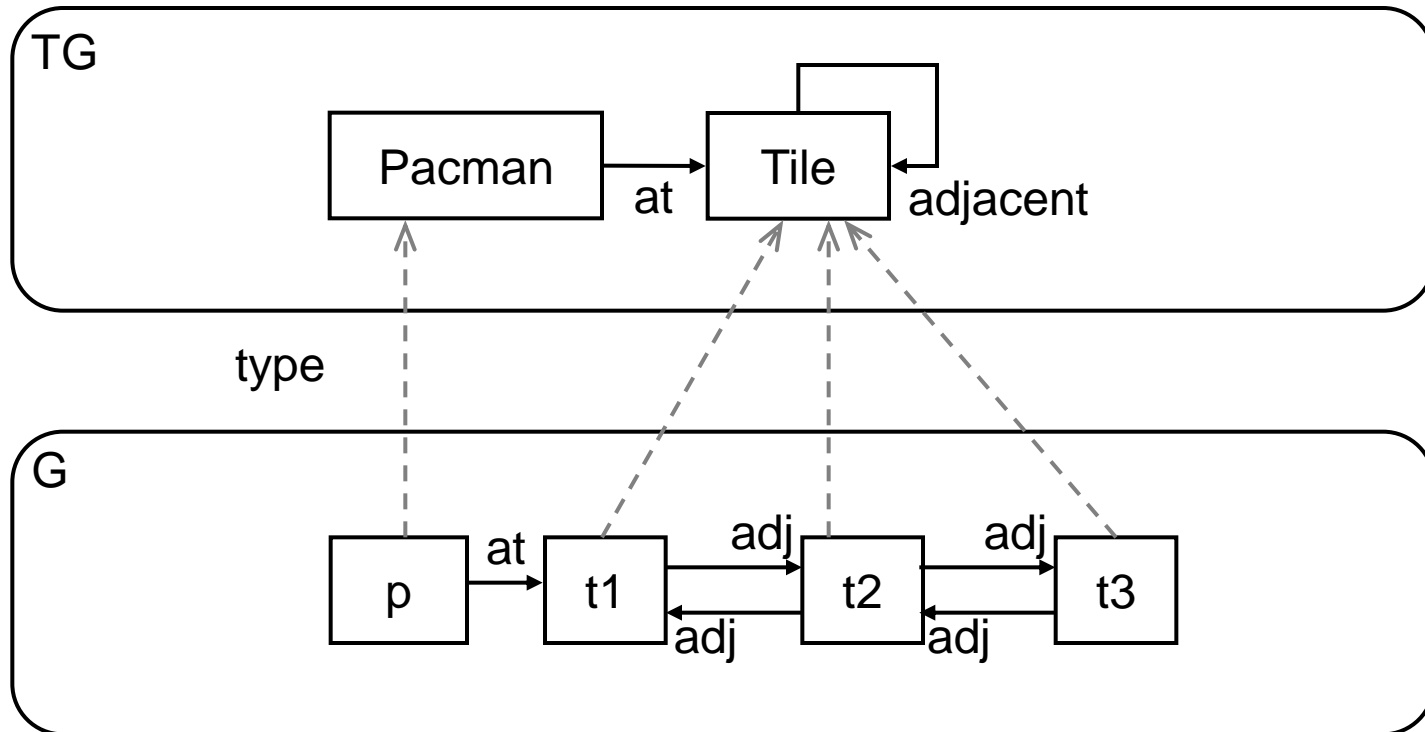 TG
Pacman
at
Tile
adjacent
type
G
p
at
t1
adj
adj
t2
adj
adj
t3